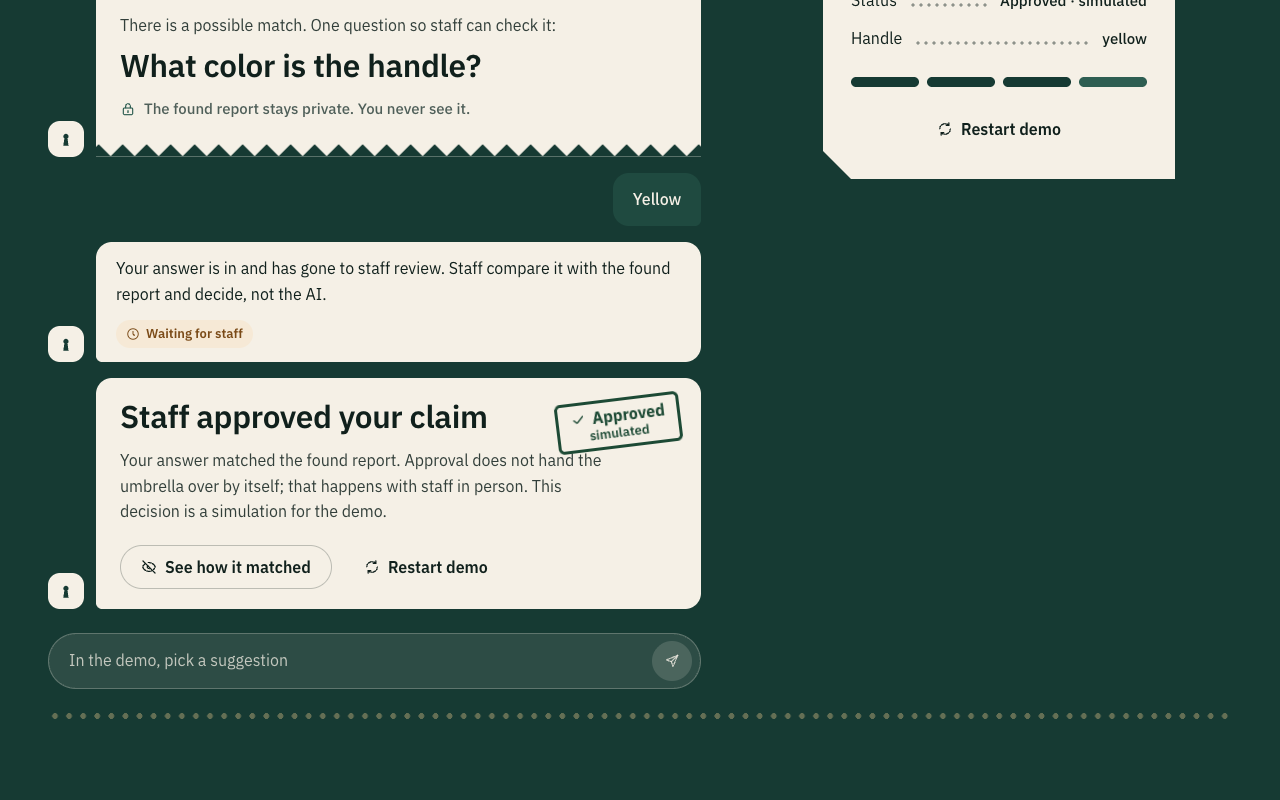 There is a possible match. One question so staff can check it:
What color is the handle?
The found report stays private. You never see it.
Yellow
Your answer is in and has gone to staff review. Staff compare it with the found
report and decide, not the AI.
Waiting for staff
Staff approved your claim
Approved
simulated
Your answer matched the found report. Approval does not hand the
umbrella over by itself; that happens with staff in person. This
decision is a simulation for the demo.
See how it matched
Restart demo
In the demo, pick a suggestion
Status Approved · simulated
Handle yellow
Restart demo